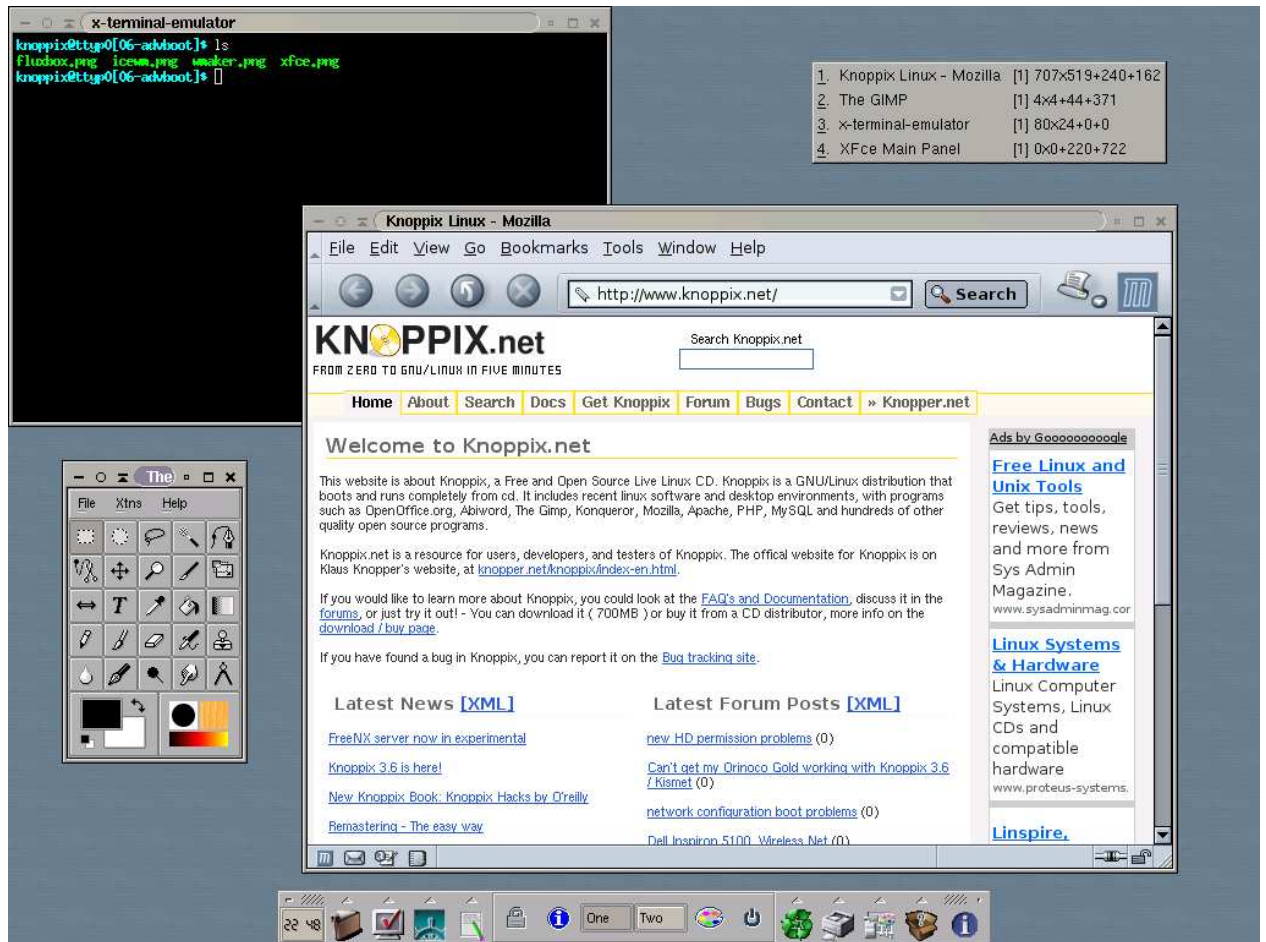 x-terminal-emulator
knoppix@ttyp0[06-advboot]$ ls
fluxbox.png icewm.png wmaker.png xfce.png
knoppix@ttyp0[06-advboot]$
1. Knoppix Linux - Mozilla [1] 707x519+240+162
2. The GIMP [1] 4x4+44+371
3. x-terminal-emulator [1] 80x24+0+0
4. XFce Main Panel [1] 0x0+220+722
Knoppix Linux - Mozilla
File Edit View Go Bookmarks Tools Window Help
http://www.knoppix.net/ Search
KNOPPIX.net
FROM ZERO TO GNU/LINUX IN FIVE MINUTES
Search Knoppix.net
Home About Search Docs Get Knoppix Forum Bugs Contact » Knopper.net
Welcome to Knoppix.net
This website is about Knoppix, a Free and Open Source Live Linux CD. Knoppix is a GNU/Linux distribution that
boots and runs completely from cd. It includes recent linux software and desktop environments, with programs
such as OpenOffice.org, Abiword, The Gimp, Konqueror, Mozilla, Apache, PHP, MySQL and hundreds of other
quality open source programs.
Knoppix.net is a resource for users, developers, and testers of Knoppix. The offical website for Knoppix is on
Klaus Knopper's website, at knopper.net/knoppix/index-en.html.
If you would like to learn more about Knoppix, you could look at the FAQ's and Documentation, discuss it in the
forums, or just try it out! - You can download it ( 700MB ) or buy it from a CD distributor, more info on the
download / buy page.
If you have found a bug in Knoppix, you can report it on the Bug tracking site.
Latest News [XML]
FreeNX server now in experimental
Knoppix 3.6 is here!
New Knoppix Book: Knoppix Hacks by O'reilly
Remastering - The easy way
Latest Forum Posts [XML]
new HD permission problems (0)
Can't get my Orinoco Gold working with Knoppix 3.6
/ Kismet (0)
network configuration boot problems (0)
Dell Inspiron 5100, Wireless Net (0)
Ads by Goooooooooogle
Free Linux and
Unix Tools
Get tips, tools,
reviews, news
and more from
Sys Admin
Magazine.
www.sysadminmag.cor
Linux Systems
& Hardware
Linux Computer
Systems, Linux
CDs and
compatible
hardware
www.proteus-systems.
Linspire,
The
File Xtns Help
22 48
One Two